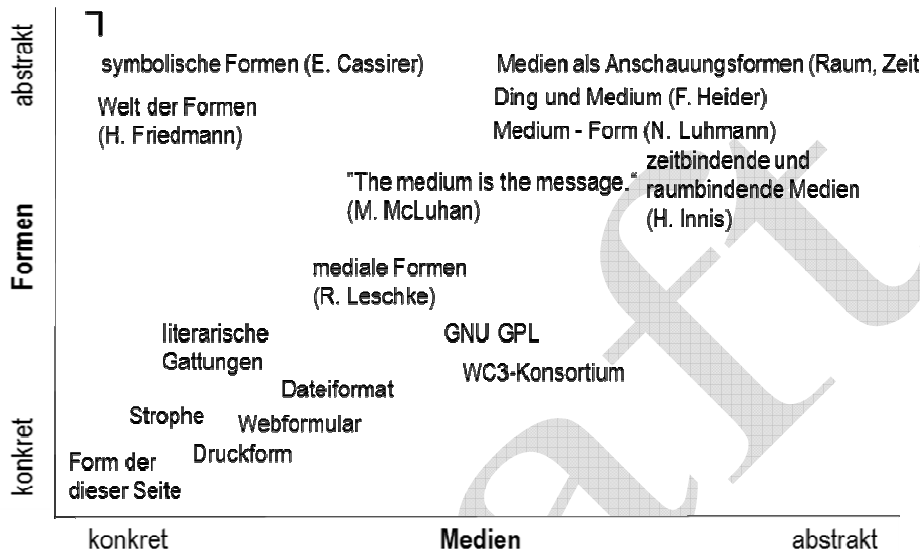 abstrakt
symbolische Formen (E. Cassirer)
Medien als Anschauungsformen (Raum, Zeit
Welt der Formen
(H. Friedmann)
Ding und Medium (F. Heider)
Medium - Form (N. Luhmann)
zeitbindende und
raumbindende Medien
(H. Innis)
"The medium is the message.“
(M. McLuhan)
Formen
mediale Formen
(R. Leschke)
literarische
Gattungen
GNU GPL
WC3-Konsortium
Dateiformat
Strophe
Webformular
Druckform
konkret
Form der
dieser Seite
konkret
Medien
abstrakt
aft